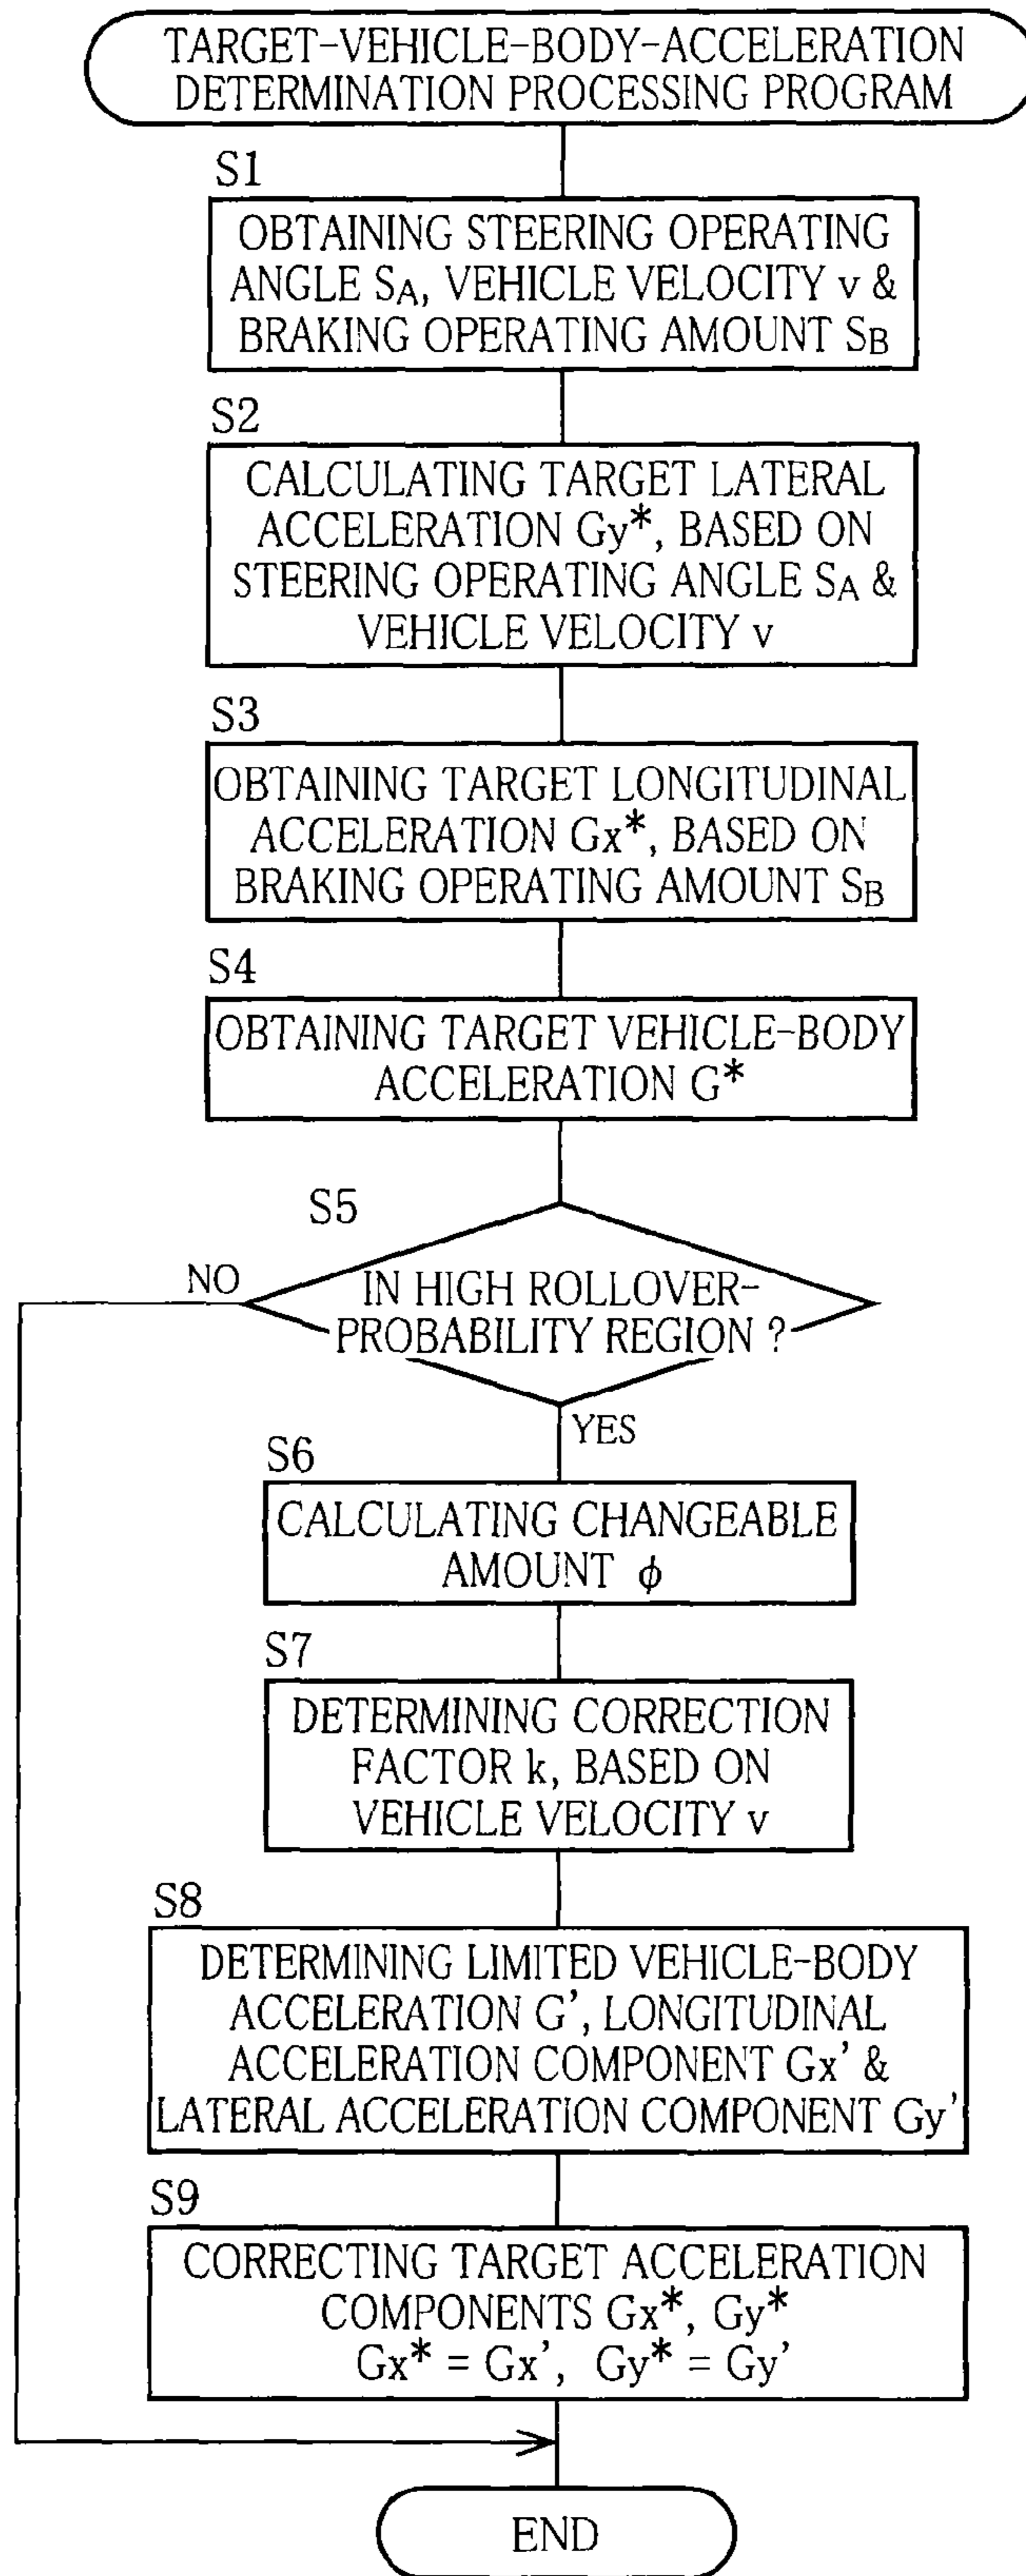 TARGET-VEHICLE-BODY-ACCELERATION
DETERMINATION PROCESSING PROGRAM
S1
OBTAINING STEERING OPERATING
ANGLE SA, VEHICLE VELOCITY v &
BRAKING OPERATING AMOUNT SB
S2
CALCULATING TARGET LATERAL
ACCELERATION Gy*, BASED ON
STEERING OPERATING ANGLE SA &
VEHICLE VELOCITY v
S3
OBTAINING TARGET LONGITUDINAL
ACCELERATION Gx*, BASED ON
BRAKING OPERATING AMOUNT SB
S4
OBTAINING TARGET VEHICLE-BODY
ACCELERATION G*
S5
NO
IN HIGH ROLLOVER-
PROBABILITY REGION ?
YES
S6
CALCULATING CHANGEABLE
AMOUNT ϕ
S7
DETERMINING CORRECTION
FACTOR k, BASED ON
VEHICLE VELOCITY v
S8
DETERMINING LIMITED VEHICLE-BODY
ACCELERATION G', LONGITUDINAL
ACCELERATION COMPONENT Gx' &
LATERAL ACCELERATION COMPONENT Gy'
S9
CORRECTING TARGET ACCELERATION
COMPONENTS Gx*, Gy*
Gx* = Gx', Gy* = Gy'
END